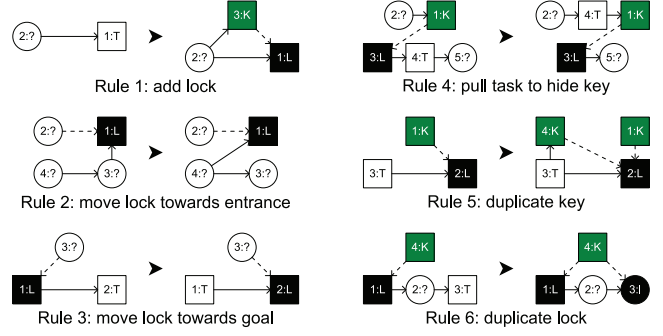 2:? 1:T 3:K 2:? 1:L
Rule 1: add lock
2:? 1:K 3:L 4:T 5:? 2:? 4:T 1:K 3:L 5:?
Rule 4: pull task to hide key
2:? 1:L 4:? 3:? 2:? 1:L 4:? 3:?
Rule 2: move lock towards entrance
1:K 3:T 2:L 4:K 1:K 3:T 2:L
Rule 5: duplicate key
3:? 1:L 2:T 3:? 1:T 2:L
Rule 3: move lock towards goal
4:K 1:L 2:? 3:T 4:K 1:L 2:? 3:l
Rule 6: duplicate lock